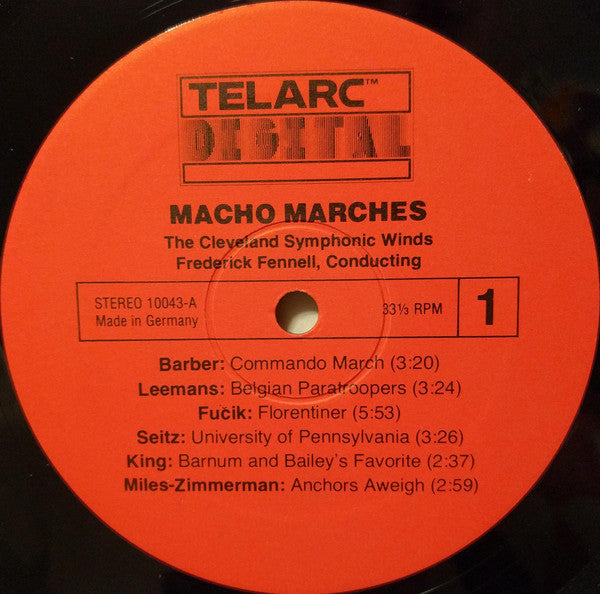 TELARC™
DIGITAL
MACHO MARCHES
The Cleveland Symphonic Winds
Frederick Fennell, Conducting
STEREO 10043-A
Made in Germany
33⅓ RPM
1
Barber: Commando March (3:20)
Leemans: Belgian Paratroopers (3:24)
Fučik: Florentiner (5:53)
Seitz: University of Pennsylvania (3:26)
King: Barnum and Bailey's Favorite (2:37)
Miles-Zimmerman: Anchors Aweigh (2:59)